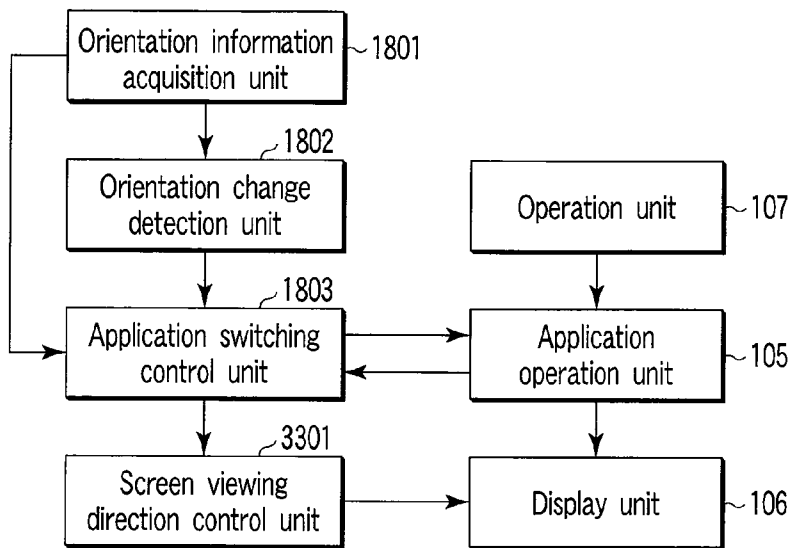 Orientation information
acquisition unit
1801
1802
Orientation change
detection unit
Operation unit
107
1803
Application switching
control unit
Application
operation unit
105
3301
Screen viewing
direction control unit
Display unit
106